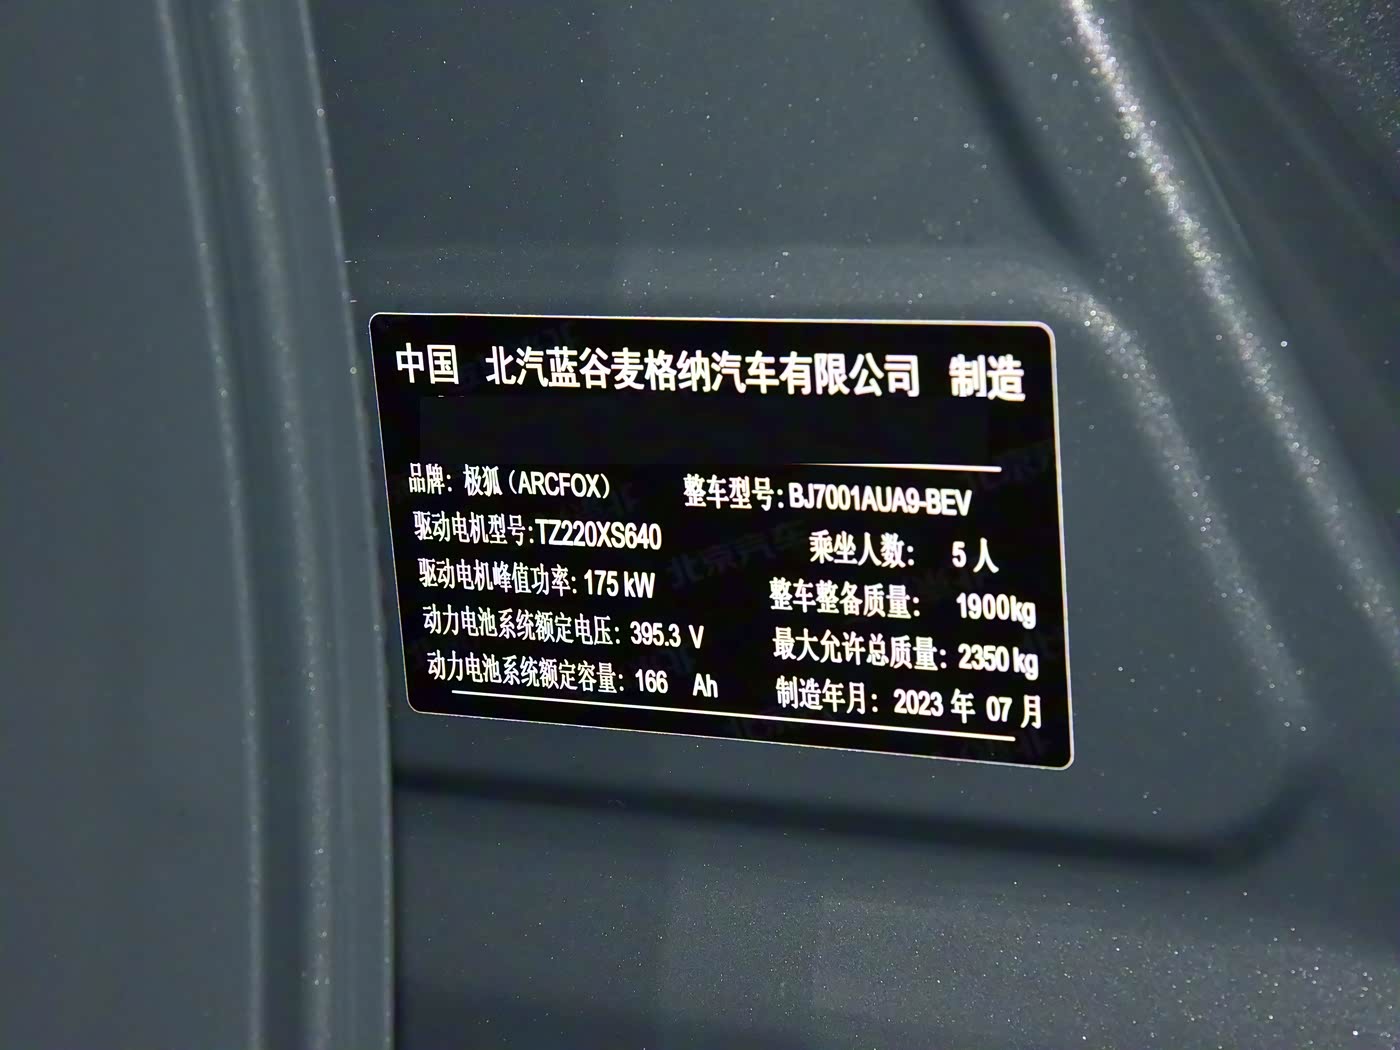 中国 北汽蓝谷麦格纳汽车有限公司 制造
品牌：极狐（ARCFOX） 整车型号：BJ7001AUA9-BEV
驱动电机型号：TZ220XS640 乘坐人数： 5 人
驱动电机峰值功率：175 kW 整车整备质量： 1900kg
动力电池系统额定电压：395.3 V 最大允许总质量：2350 kg
动力电池系统额定容量：166 Ah 制造年月：2023 年 07 月
北京汽车